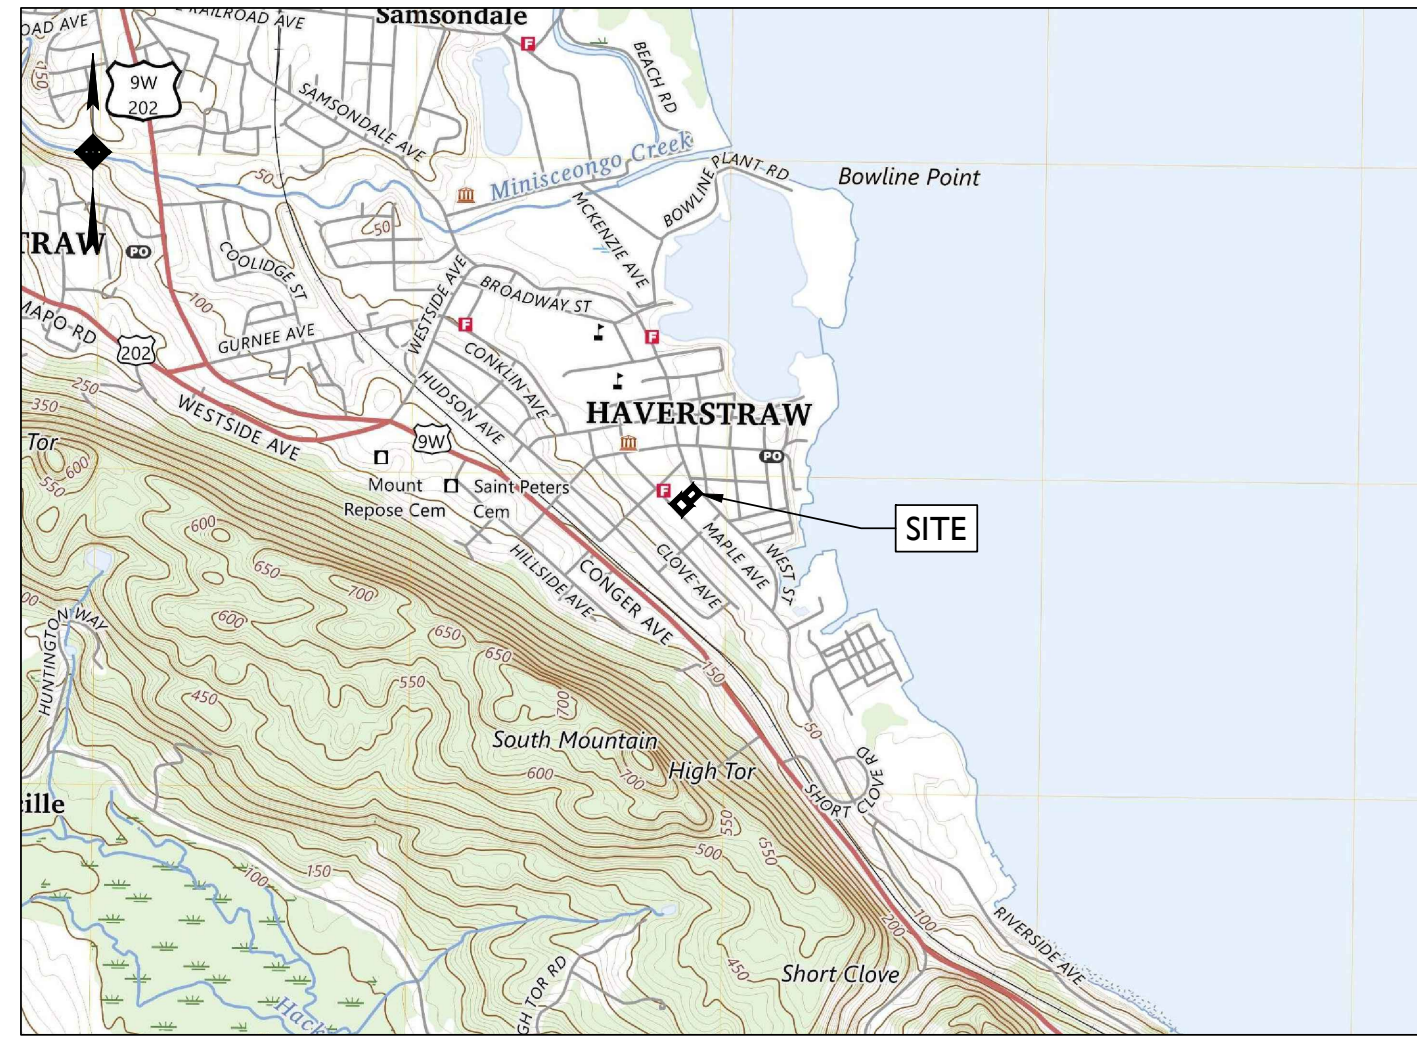 OAD AVE
RAILROAD AVE
Samsondale
F
BEACH RD
150
9W
202
SAMSONDALE AVE
Minisceongo Creek
PLANT RD
BOWLINE
Bowline Point
50
MCKENZIE AVE
50
TRAW
PO
COOLIDGE ST
WESTSIDE AVE
BROADWAY ST
100
MAPO RD
202
GURNEE AVE
F
F
CONKLIN AVE
250
350
WESTSIDE AVE
HUDSON AVE
HAVERSTRAW
Tor
600
550
9W
PO
Mount
Repose Cem
Saint Peters
Cem
F
SITE
600
MAPLE AVE
WEST ST
CLOVE AVE
HILLSIDE AVE
CONGER AVE
650
700
600
650
650
HUNTINGTON WAY
550
450
700
150
50
South Mountain
High Tor
600
700
SHORT CLOVE RD
ille
550
500
550
100
150
200
100
RIVERSIDE AVE
450
Short Clove
GH TOR RD
Hack